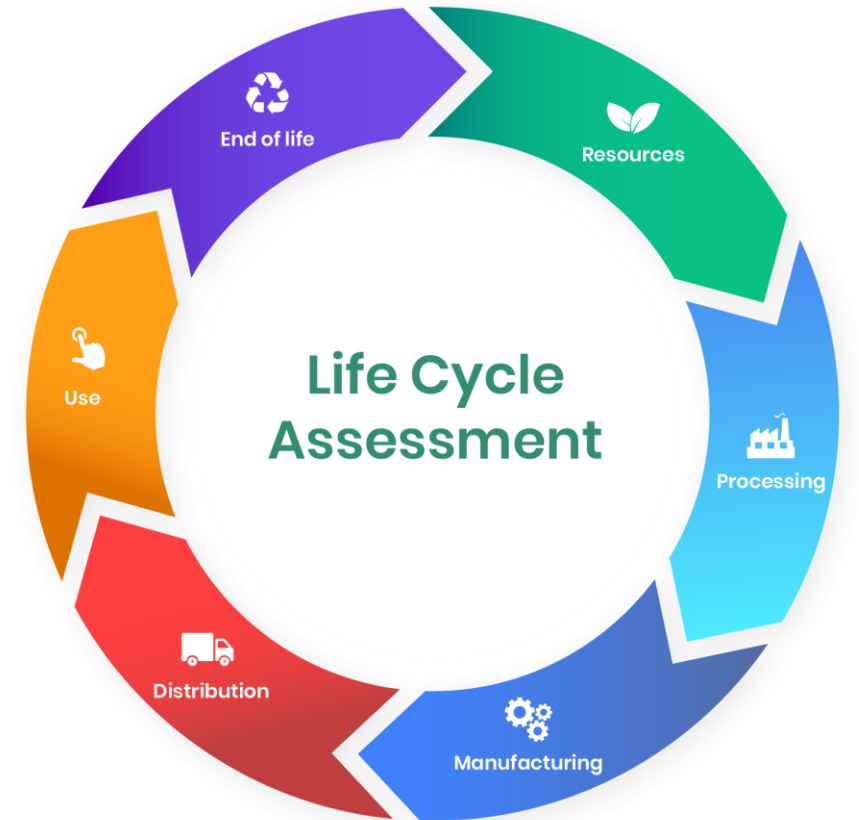 Life Cycle
Assessment
Resources
Processing
Manufacturing
Distribution
Use
End of life